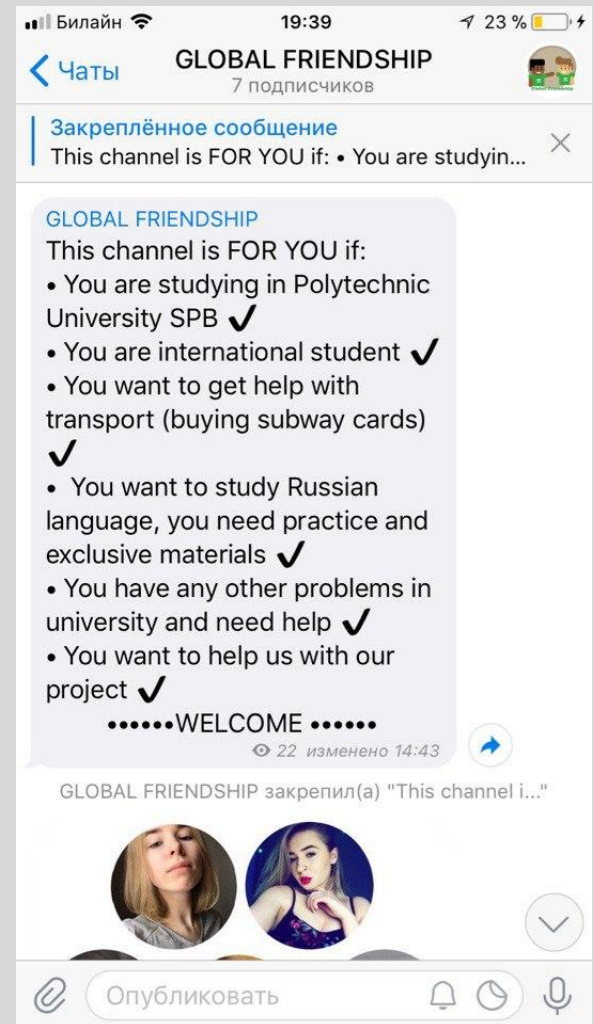 Билайн 19:39 23 %
Чаты
GLOBAL FRIENDSHIP
7 подписчиков
Закреплённое сообщение
This channel is FOR YOU if: • You are studyin...
GLOBAL FRIENDSHIP
This channel is FOR YOU if:
• You are studying in Polytechnic
University SPB ✔
• You are international student ✔
• You want to get help with
transport (buying subway cards)
✔
• You want to study Russian
language, you need practice and
exclusive materials ✔
• You have any other problems in
university and need help ✔
• You want to help us with our
project ✔
••••••WELCOME ••••••
22 изменено 14:43
GLOBAL FRIENDSHIP закрепил(а) "This channel i..."
Опубликовать